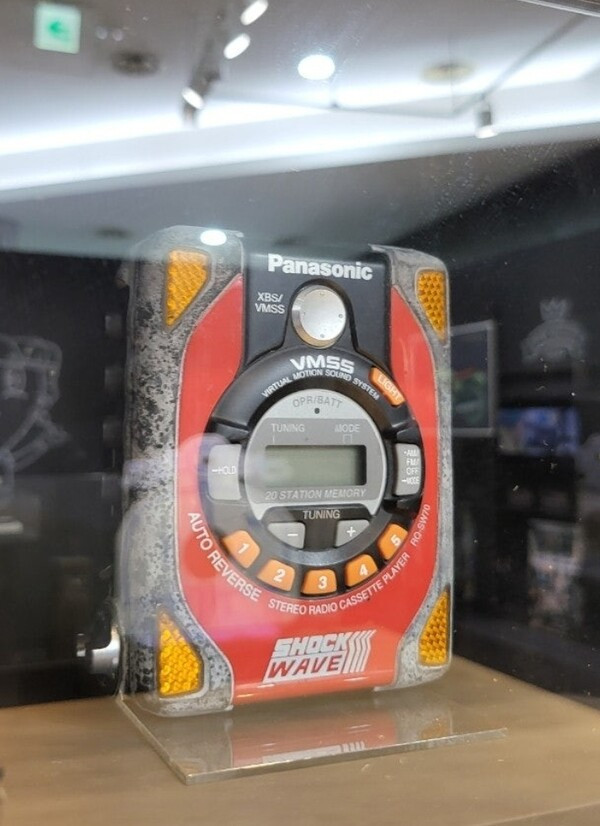 Panasonic
XBS/
VMSS
VMSS
VIRTUAL MOTION SOUND SYSTEM
LIGHT
OPR/BATT
TUNING
MODE
HOLD
AM/
FM/
OFF
MODE
20 STATION MEMORY
TUNING
− +
1 2 3 4 5
AUTO REVERSE
STEREO RADIO CASSETTE PLAYER
RQ-SW70
SHOCK
WAVE